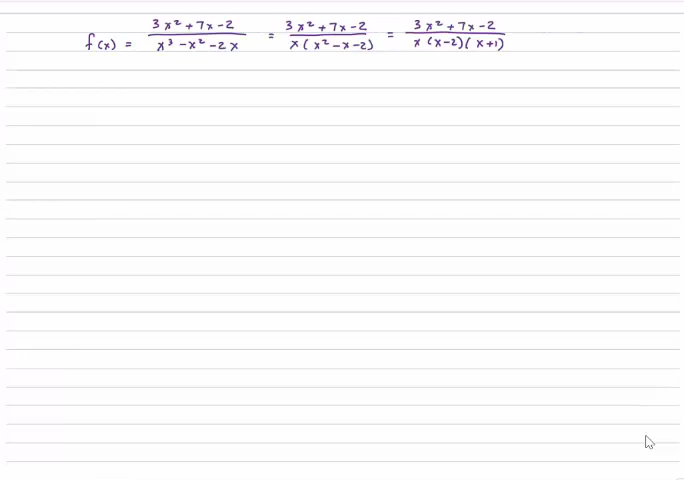 f(x) = (3x² + 7x - 2)/(x³ - x² - 2x) = (3x² + 7x - 2)/(x(x² - x - 2)) = (3x² + 7x - 2)/(x(x-2)(x+1))